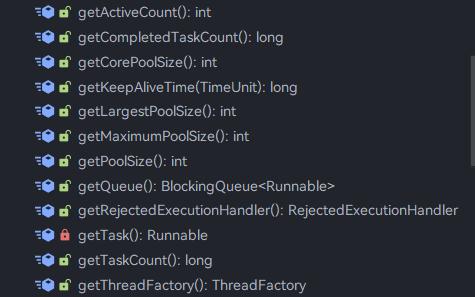 getActiveCount(): int
getCompletedTaskCount(): long
getCorePoolSize(): int
getKeepAliveTime(TimeUnit): long
getLargestPoolSize(): int
getMaximumPoolSize(): int
getPoolSize(): int
getQueue(): BlockingQueue<Runnable>
getRejectedExecutionHandler(): RejectedExecutionHandler
getTask(): Runnable
getTaskCount(): long
getThreadFactory(): ThreadFactory